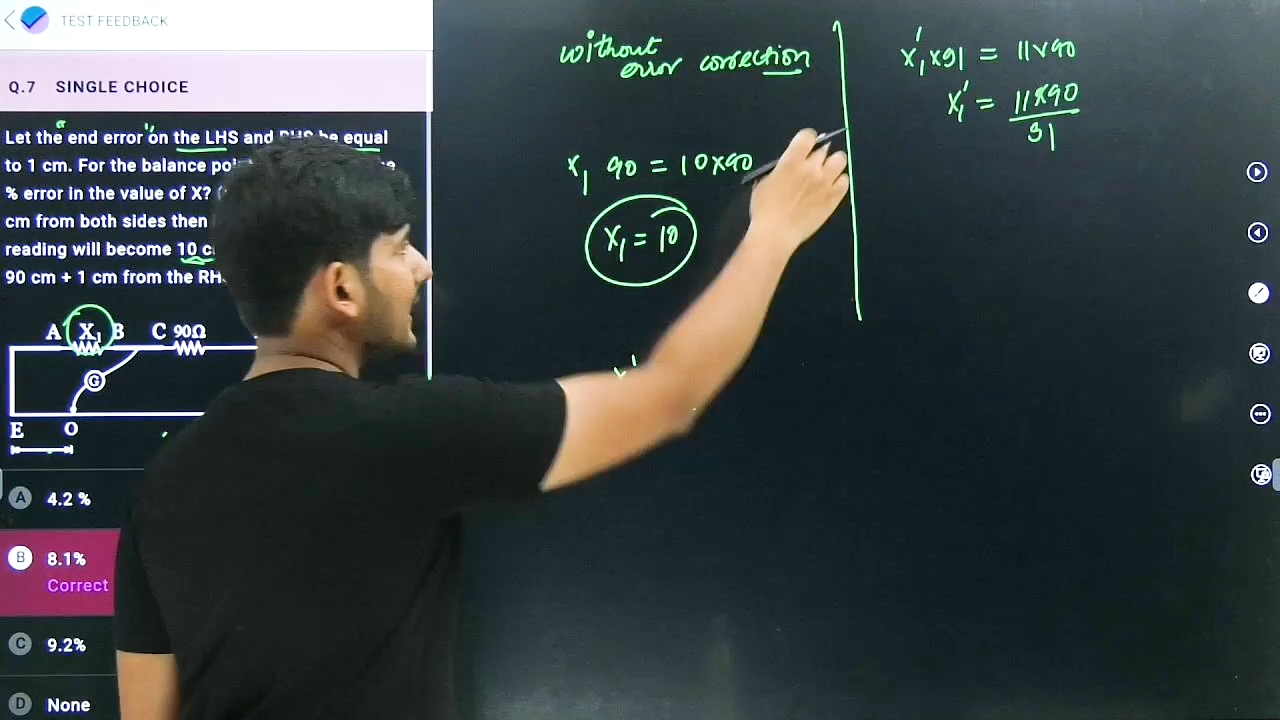 TEST FEEDBACK
Q.7 SINGLE CHOICE
Let the end error on the LHS and RHS be equal
to 1 cm. For the balance poi
e
% error in the value of X?
cm from both sides then
reading will become 10 c
90 cm + 1 cm from the RH
A X1 B C 90Ω
G
E O
A 4.2 %
B 8.1%
Correct
C 9.2%
D None
without
error correction
x1 90 = 10×90
x1 = 10
x1' × 91 = 11×90
x1' = 11×90
91